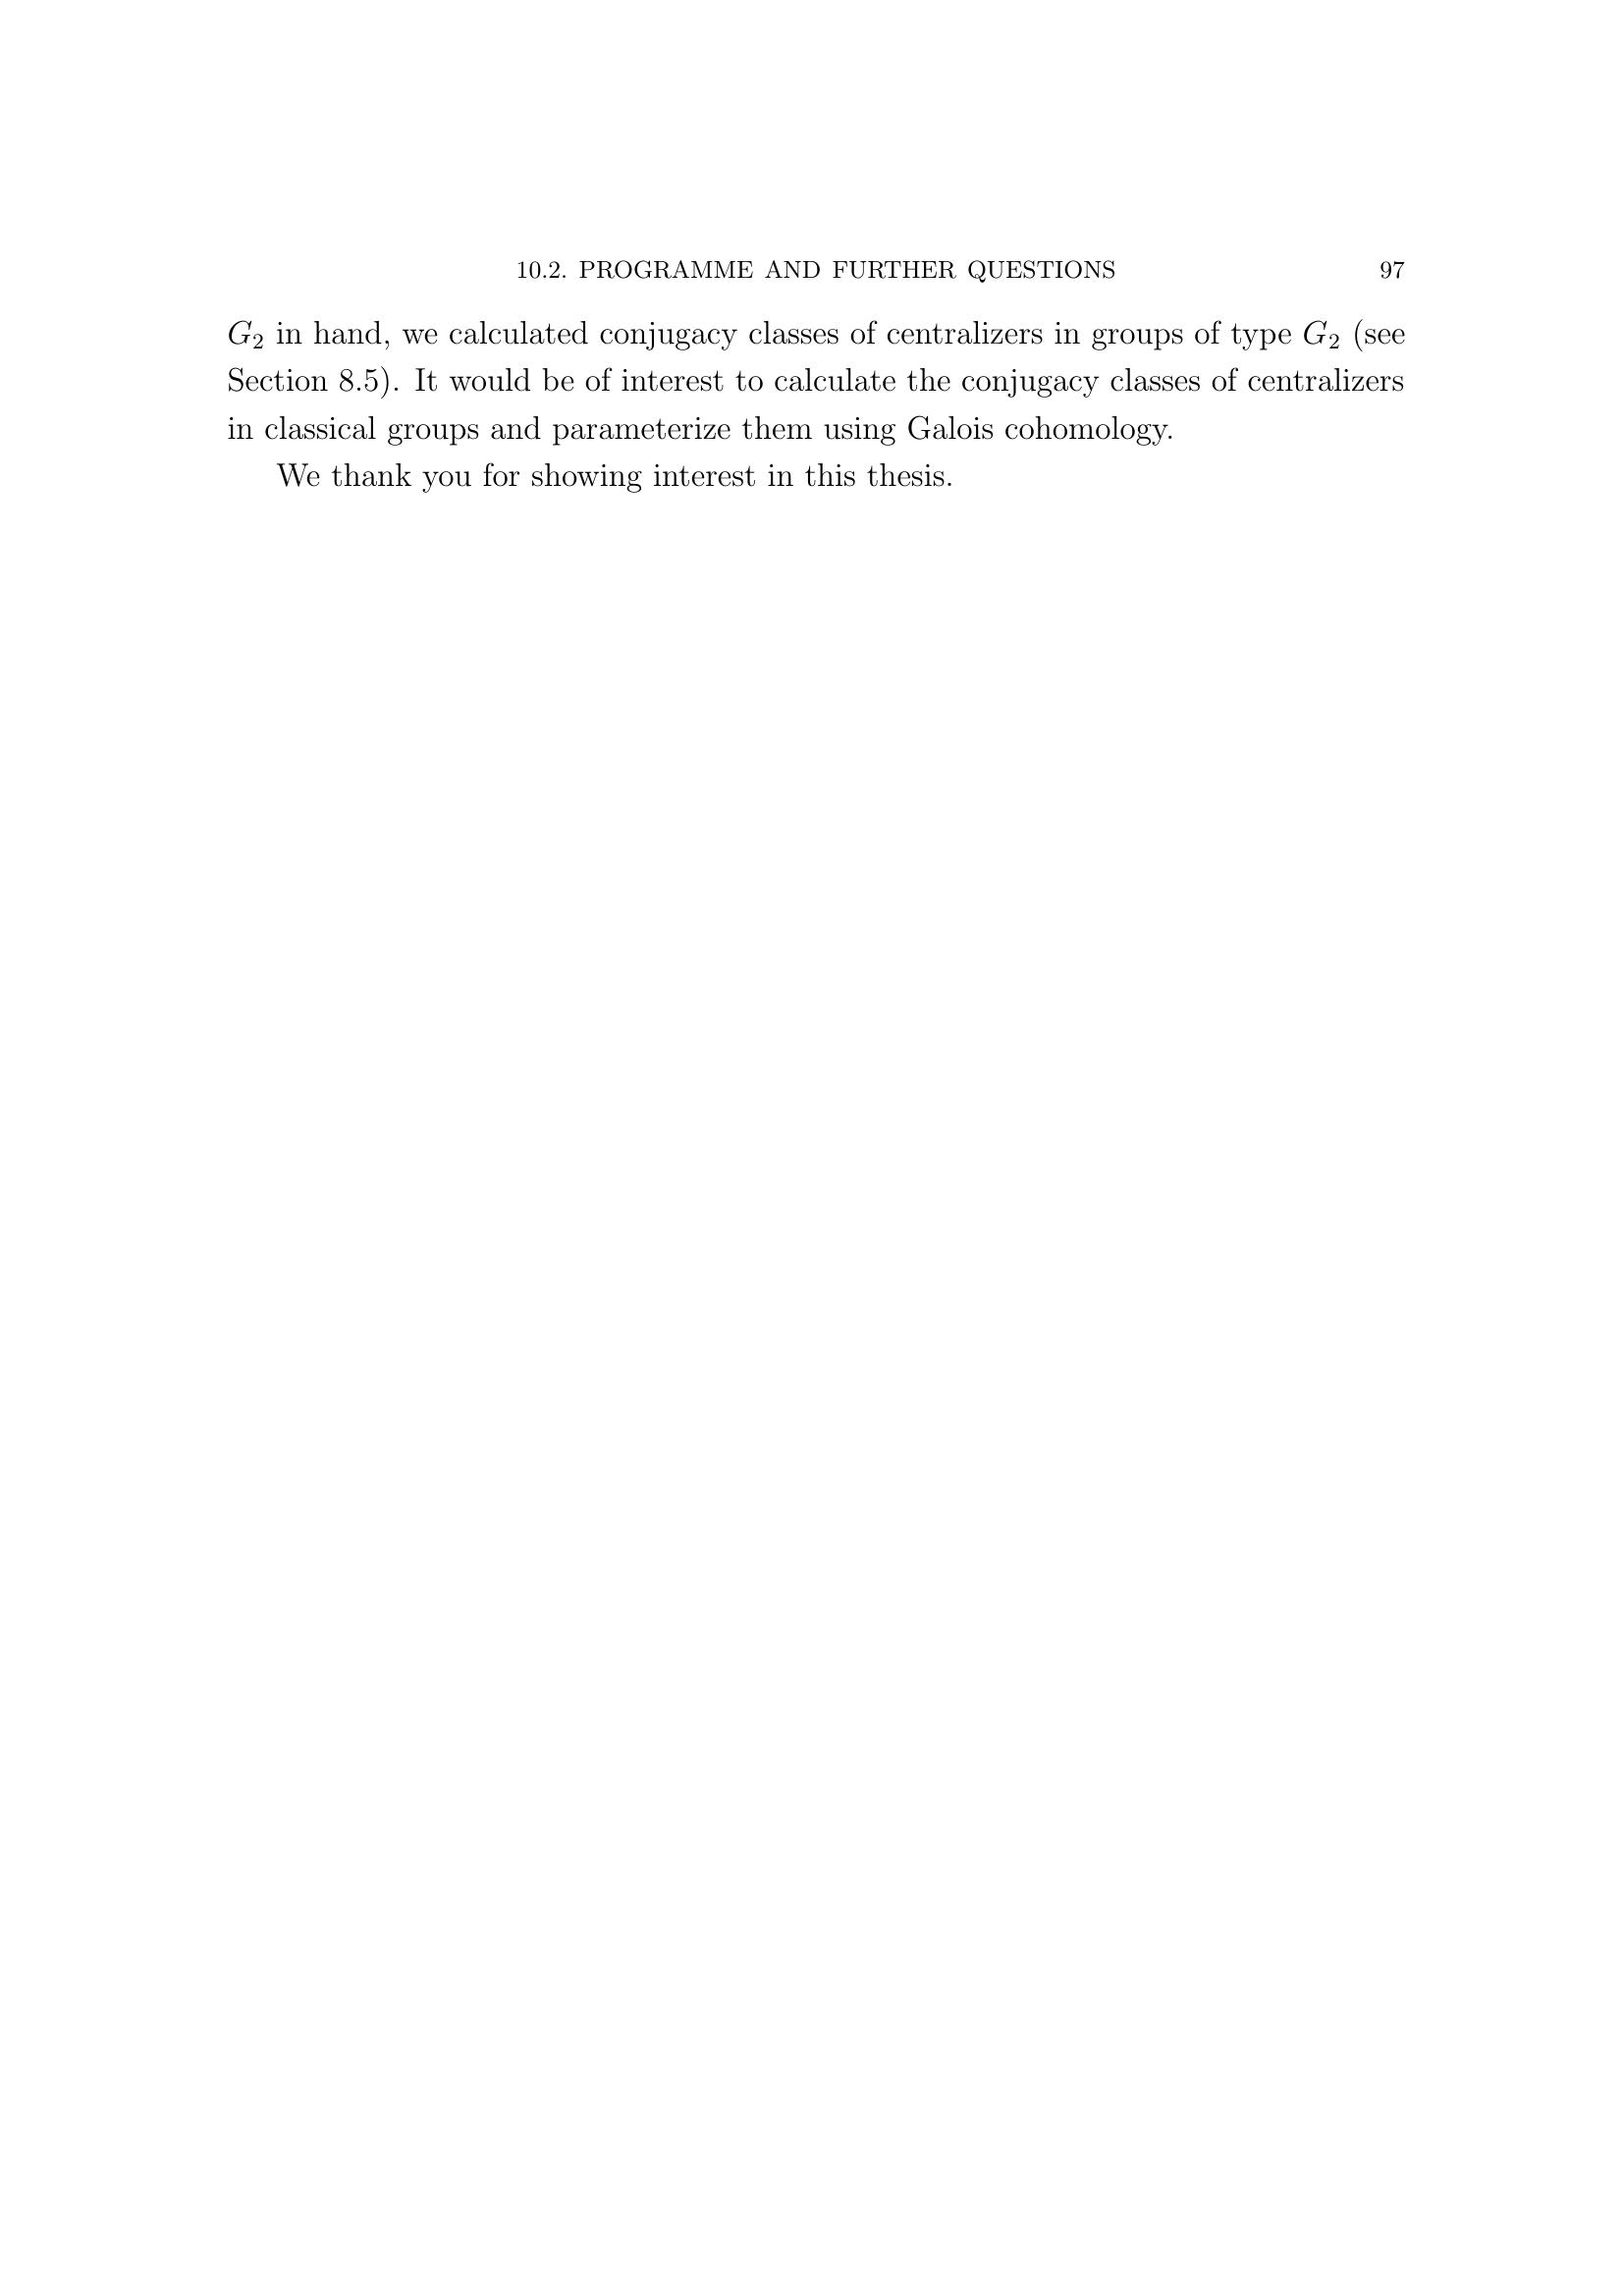 10.2. PROGRAMME AND FURTHER QUESTIONS 97
$G_2$ in hand, we calculated conjugacy classes of centralizers in groups of type $G_2$ (see
Section 8.5). It would be of interest to calculate the conjugacy classes of centralizers
in classical groups and parameterize them using Galois cohomology.
We thank you for showing interest in this thesis.